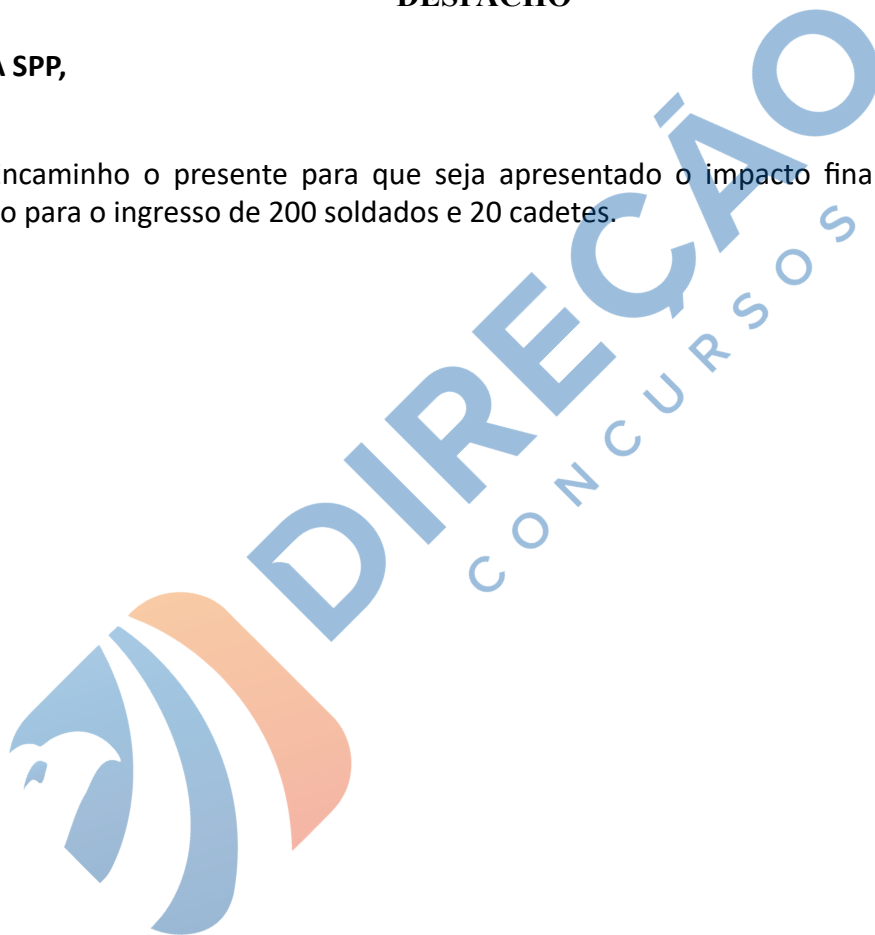 DESPACHO
A SPP,
ncaminho o presente para que seja apresentado o impacto fina
o para o ingresso de 200 soldados e 20 cadetes.
DIREÇÃO
CONCURSOS